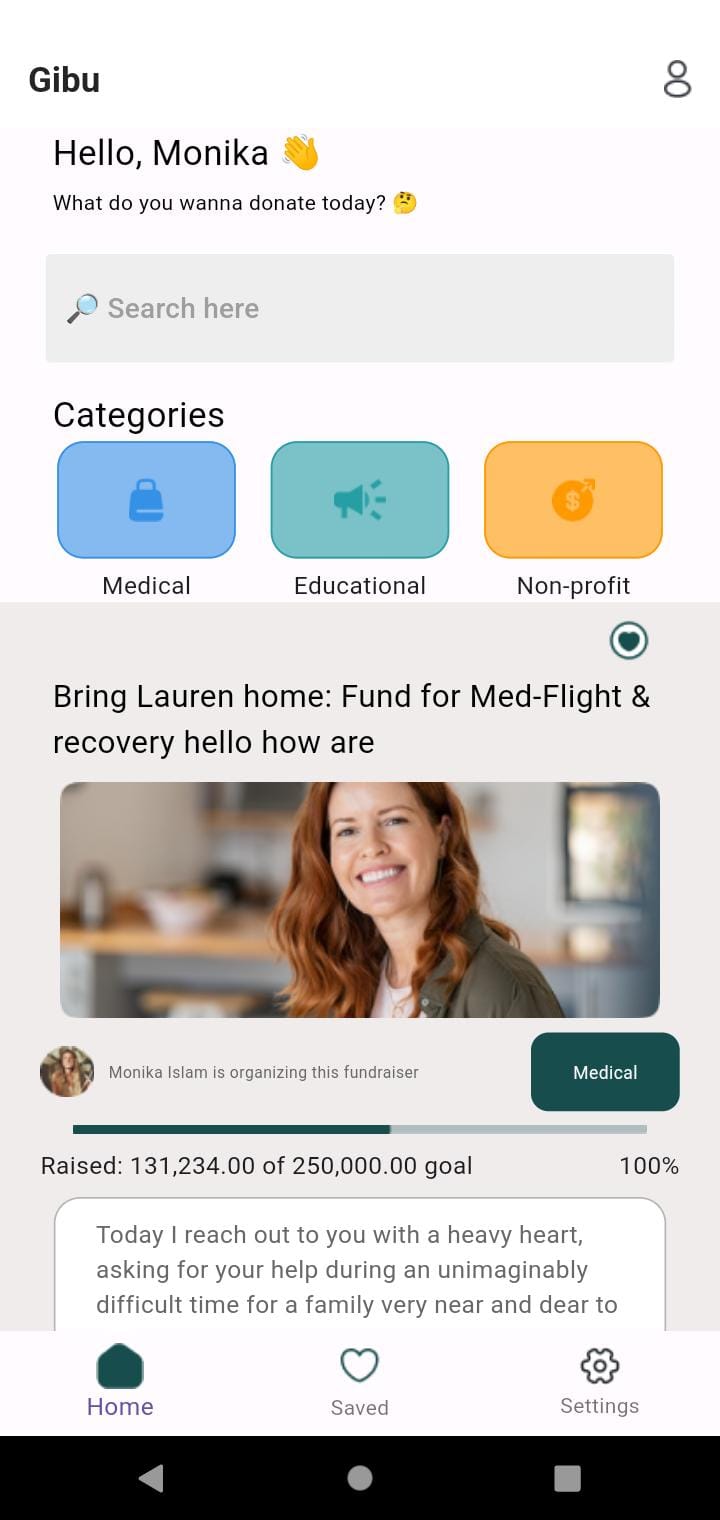 Gibu
Hello, Monika 👋
What do you wanna donate today? 🤔
🔎 Search here
Categories
Medical Educational Non-profit
Bring Lauren home: Fund for Med-Flight &
recovery hello how are
Monika Islam is organizing this fundraiser Medical
Raised: 131,234.00 of 250,000.00 goal 100%
Today I reach out to you with a heavy heart,
asking for your help during an unimaginably
difficult time for a family very near and dear to
Home Saved Settings